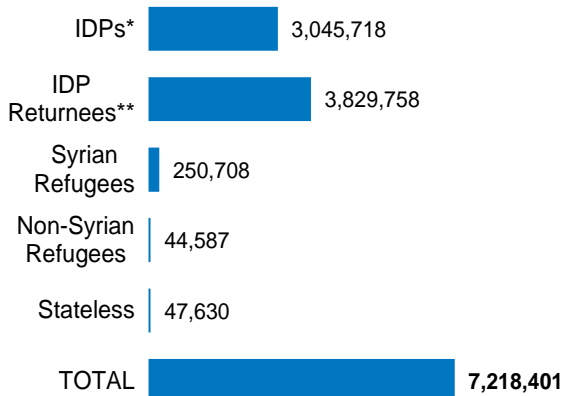 IDPs* 3,045,718
IDP
Returnees** 3,829,758
Syrian
Refugees 250,708
Non-Syrian
Refugees 44,587
Stateless 47,630
TOTAL 7,218,401